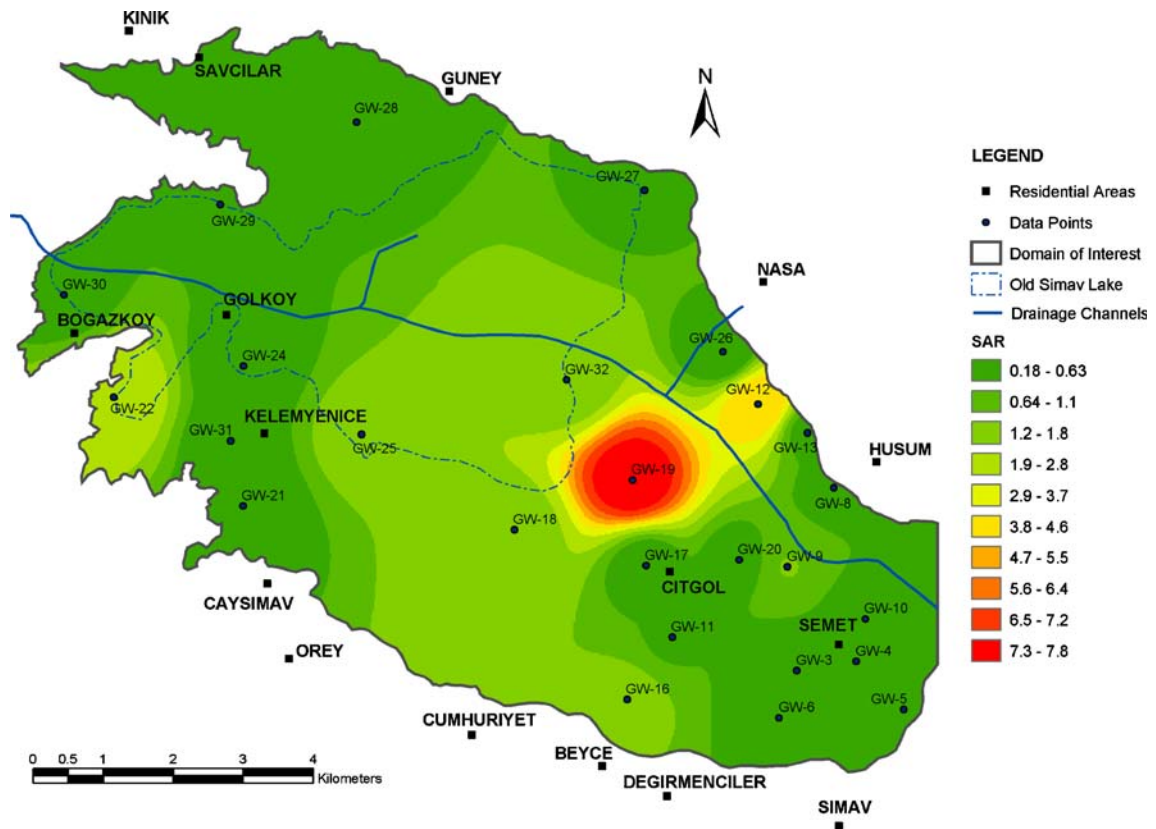 KINIK
SAVCILAR
GUNEY
GW-28
N
GW-27
GW-29
NASA
GW-30
GOLKOY
BOGAZKOY
GW-26
GW-24
GW-32
GW-12
GW-22
KELEMYENICE
GW-31
GW-25
GW-13
HUSUM
GW-19
GW-8
GW-21
GW-18
GW-17
GW-20
GW-9
CITGOL
CAYSIMAV
GW-10
SEMET
GW-11
GW-4
GW-3
OREY
GW-16
GW-5
GW-6
CUMHURIYET
BEYCE
DEGIRMENCILER
SIMAV
0 0.5 1 2 3 4
Kilometers
LEGEND
Residential Areas
Data Points
Domain of Interest
Old Simav Lake
Drainage Channels
SAR
0.18 - 0.63
0.64 - 1.1
1.2 - 1.8
1.9 - 2.8
2.9 - 3.7
3.8 - 4.6
4.7 - 5.5
5.6 - 6.4
6.5 - 7.2
7.3 - 7.8